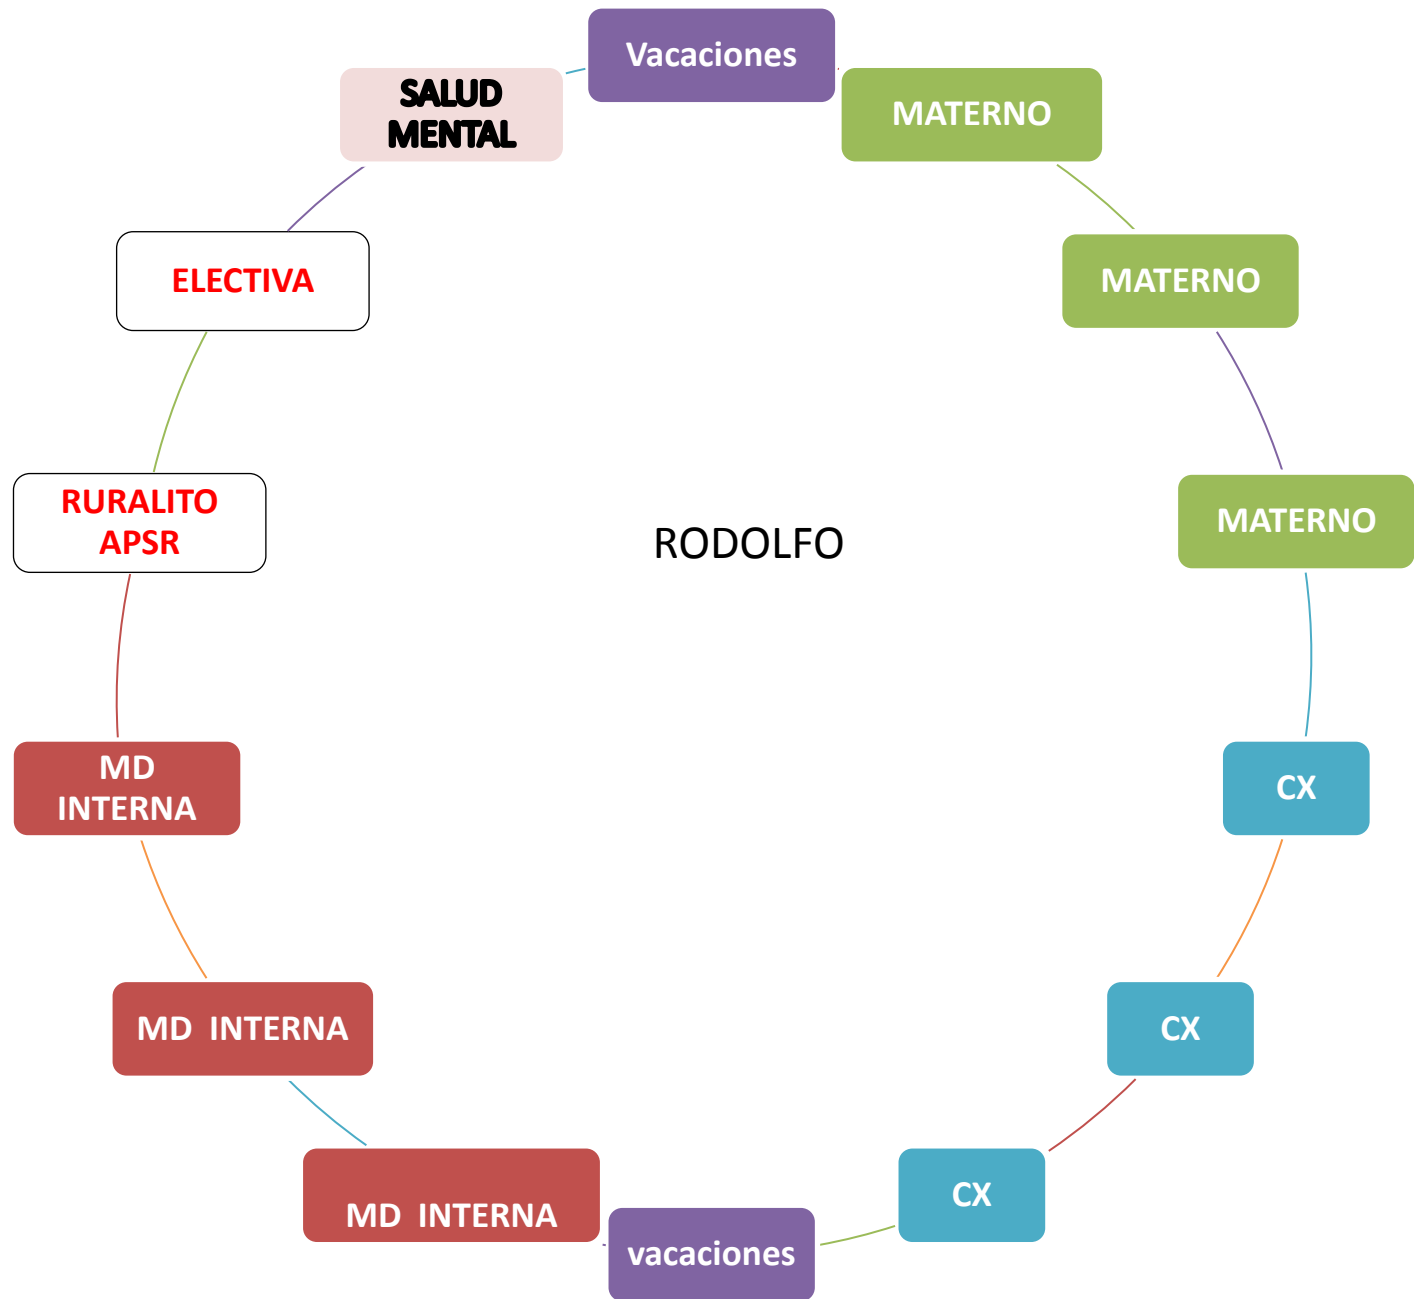 Vacaciones
SALUD
MENTAL
MATERNO
ELECTIVA
MATERNO
RURALITO
APSR
RODOLFO
MATERNO
MD
INTERNA
CX
MD  INTERNA
CX
MD  INTERNA
vacaciones
CX